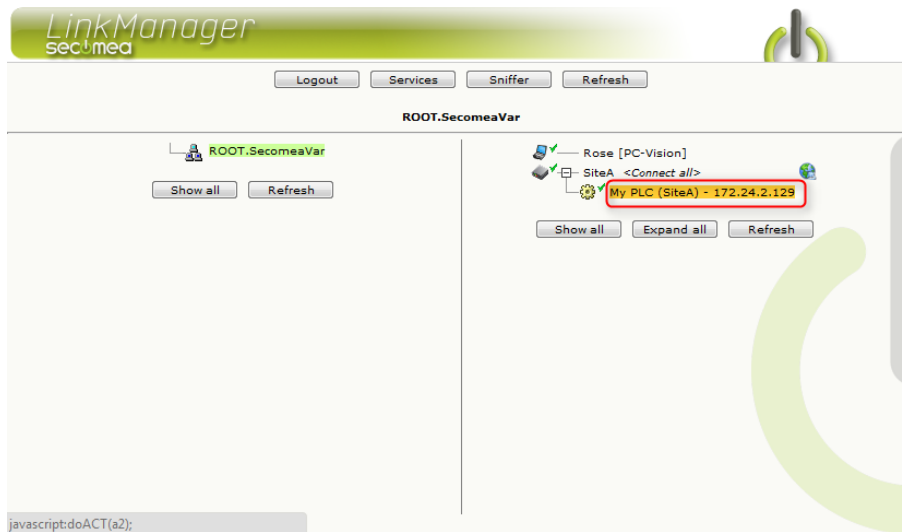 LinkManager
secomea
Logout Services Sniffer Refresh
ROOT.SecomeaVar
ROOT.SecomeaVar
Show all Refresh
Rose [PC-Vision]
SiteA <Connect all>
My PLC (SiteA) - 172.24.2.129
Show all Expand all Refresh
javascript:doACT(a2);